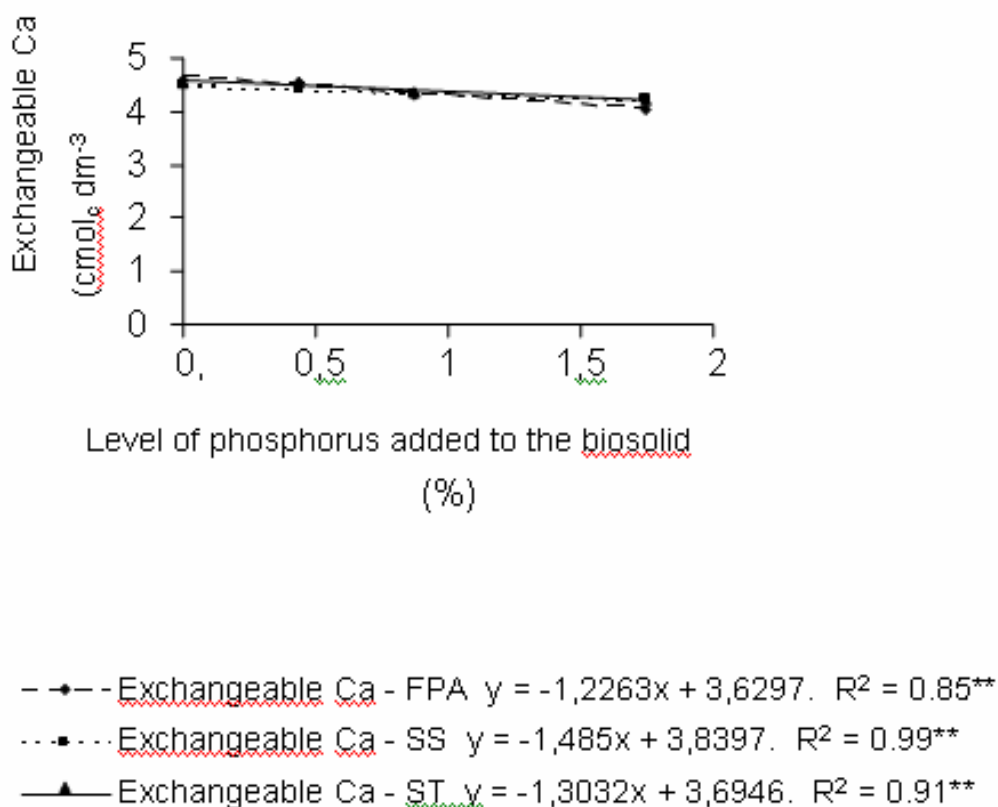 Exchangeable Ca
(cmolc dm-3
5
4
3
2
1
0
0,
0,5
1
1,5
2
Level of phosphorus added to the biosolid
(%)
Exchangeable Ca - FPA y = -1,2263x + 3,6297. R² = 0.85**
Exchangeable Ca - SS y = -1,485x + 3,8397. R² = 0.99**
Exchangeable Ca - ST y = -1,3032x + 3,6946. R² = 0.91**